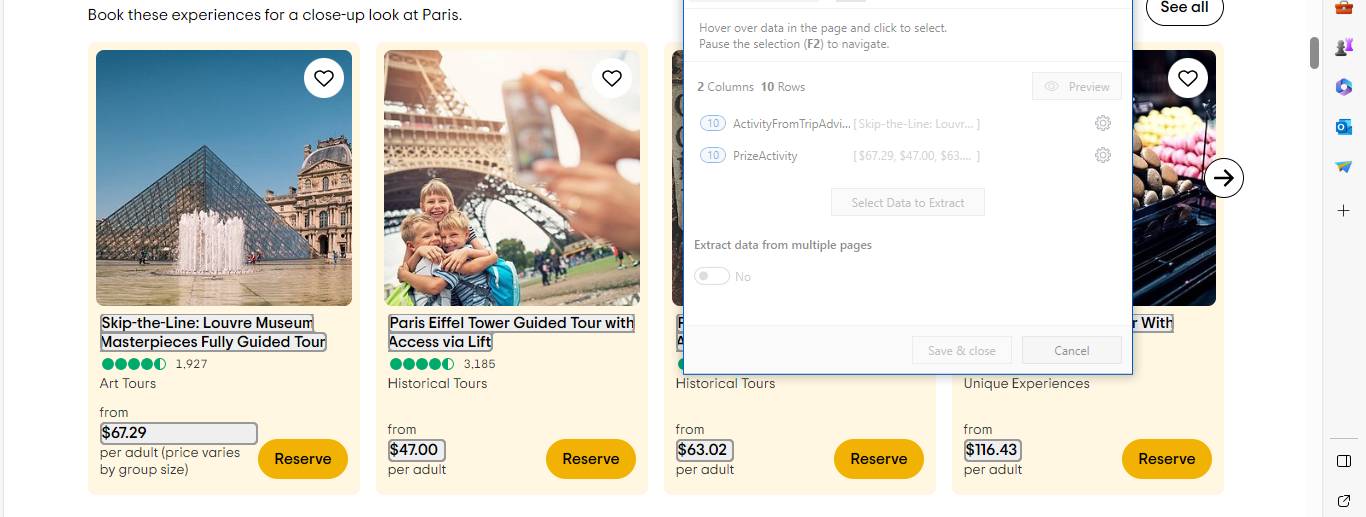 Book these experiences for a close-up look at Paris.
See all
Hover over data in the page and click to select.
Pause the selection (F2) to navigate.
2 Columns 10 Rows
Preview
10 ActivityFromTripAdvi... [ Skip-the-Line: Louvr... ]
10 PrizeActivity [ $67.29, $47.00, $63.... ]
Select Data to Extract
Extract data from multiple pages
No
Save & close
Cancel
Skip-the-Line: Louvre Museum
Masterpieces Fully Guided Tour
1,927
Art Tours
from
$67.29
per adult (price varies
by group size)
Reserve
Paris Eiffel Tower Guided Tour with
Access via Lift
3,185
Historical Tours
from
$47.00
per adult
Reserve
Historical Tours
from
$63.02
per adult
Reserve
With
Unique Experiences
from
$116.43
per adult
Reserve